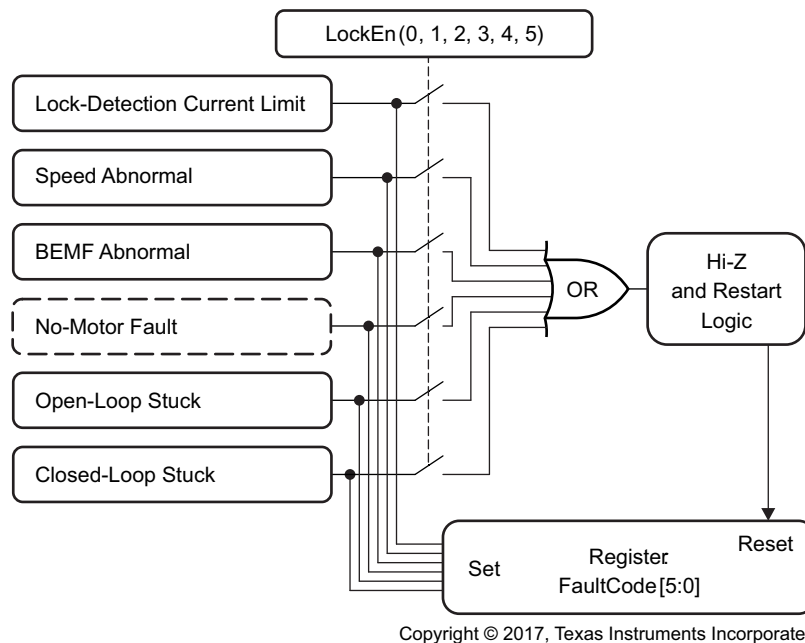 LockEn(0, 1, 2, 3, 4, 5)
Lock-Detection Current Limit
Speed Abnormal
BEMF Abnormal
No-Motor Fault
Open-Loop Stuck
Closed-Loop Stuck
OR
Hi-Z
and Restart
Logic
Reset
Set
Register:
FaultCode[5:0]
Copyright © 2017, Texas Instruments Incorporate